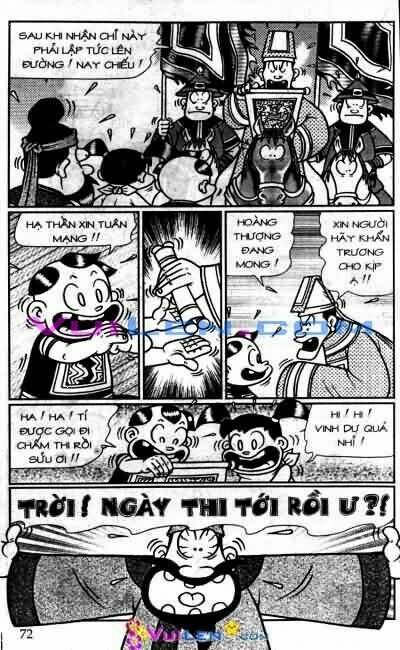 SAU KHI NHẬN CHỈ NÀY
PHẢI LẬP TỨC LÊN
ĐƯỜNG! NAY CHIẾU!
HẠ THẦN XIN TUÂN
MẠNG!!
HOÀNG
THƯỢNG
ĐANG
MONG!
XIN NGƯỜI
HÃY KHẨN
TRƯƠNG
CHO KỊP
Ạ!!
VUILEN.COM
HA! HA! TÍ
ĐƯỢC GỌI ĐI
CHẤM THI RỒI
SỬU ƠI!
HI! HI!
VINH DỰ QUÁ
NHỈ!
TRỜI! NGÀY THI TỚI RỒI Ư?!
72
VUILEN.COM